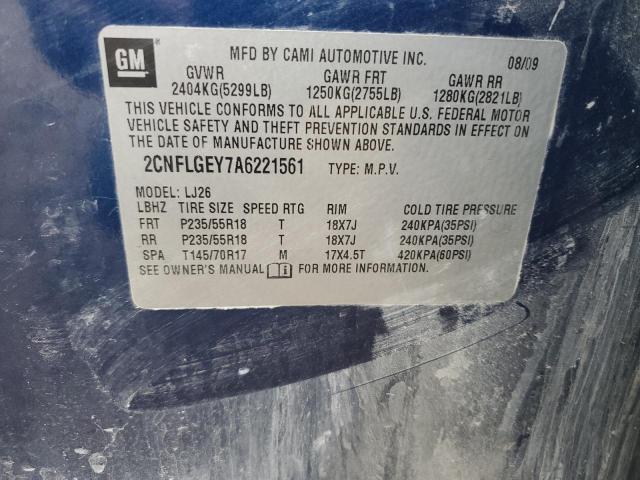 GM
MFD BY CAMI AUTOMOTIVE INC. 08/09
GVWR GAWR FRT GAWR RR
2404KG(5299LB) 1250KG(2755LB) 1280KG(2821LB)
THIS VEHICLE CONFORMS TO ALL APPLICABLE U.S. FEDERAL MOTOR
VEHICLE SAFETY AND THEFT PREVENTION STANDARDS IN EFFECT ON
THE DATE OF MANUFACTURE SHOWN ABOVE.
2CNFLGEY7A6221561 TYPE: M.P.V.
MODEL: LJ26
LBHZ TIRE SIZE SPEED RTG RIM COLD TIRE PRESSURE
FRT P235/55R18 T 18X7J 240KPA(35PSI)
RR P235/55R18 T 18X7J 240KPA(35PSI)
SPA T145/70R17 M 17X4.5T 420KPA(60PSI)
SEE OWNER'S MANUAL FOR MORE INFORMATION.